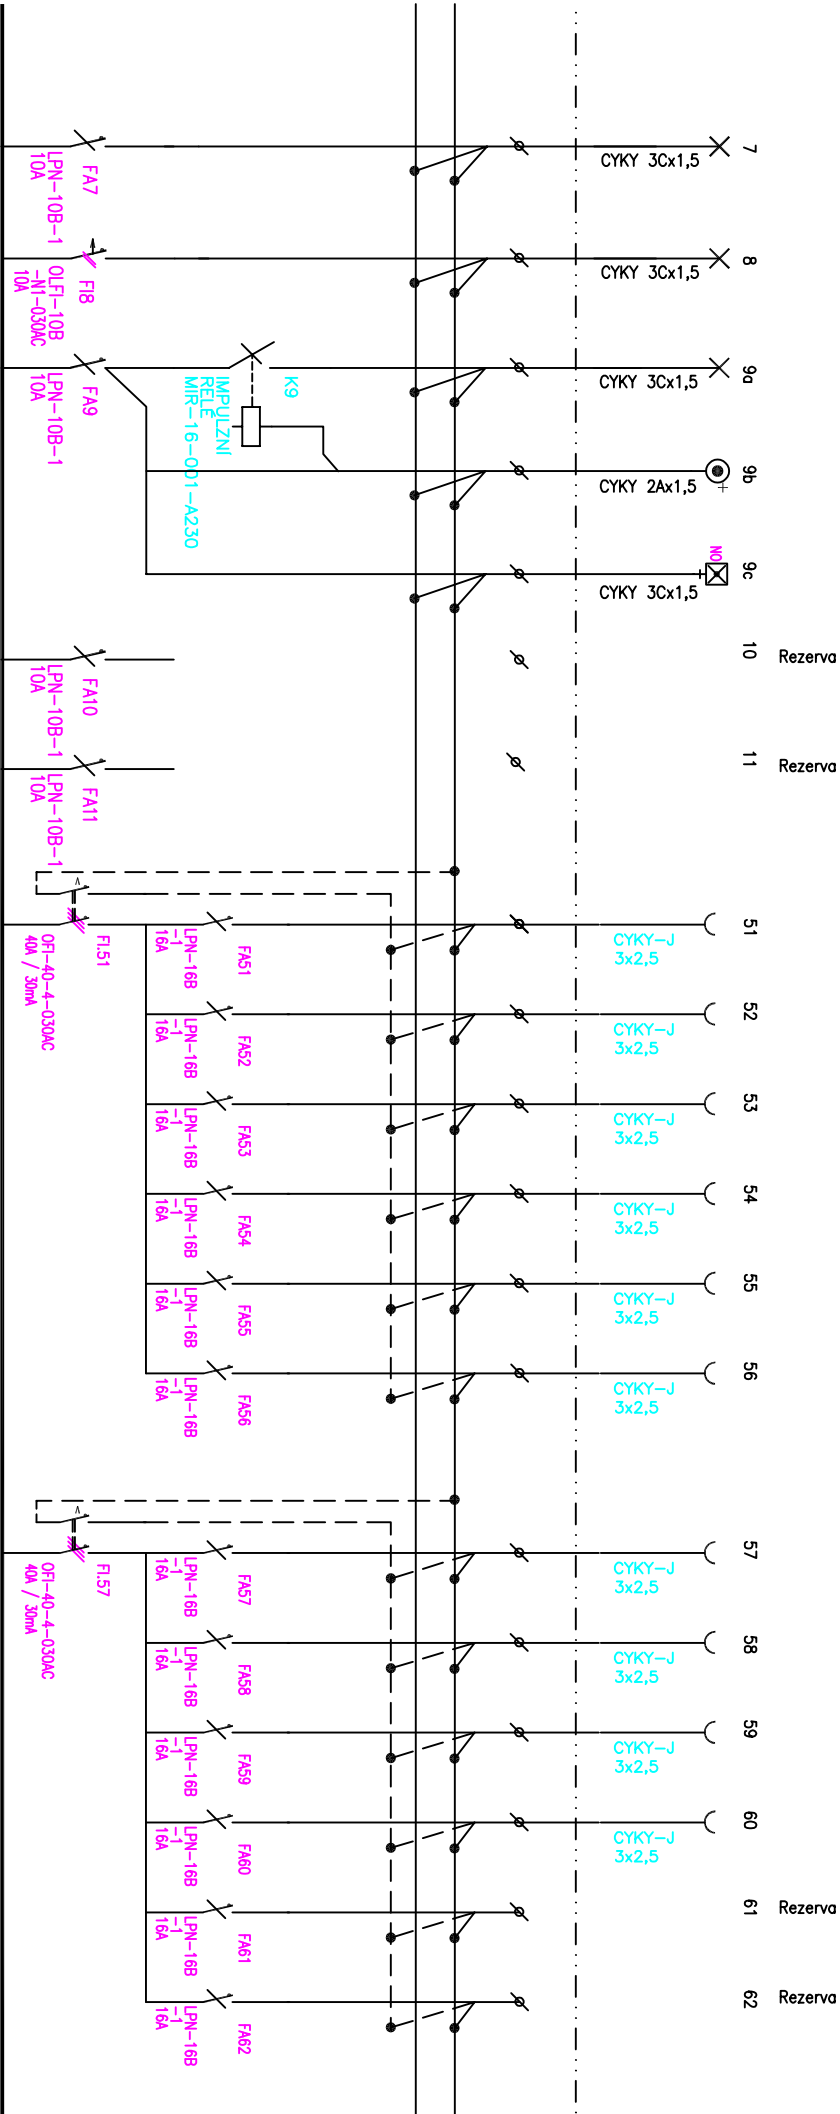 7
CYKY 3Cx1,5
FA7
LPN-10B-1
10A
8
CYKY 3Cx1,5
FI8
OLFI-10B
-N1-030AC
10A
9a
CYKY 3Cx1,5
FA9
LPN-10B-1
10A
K9
IMPULZNÍ
RELÉ
MIR-16-001-A230
9b
CYKY 2Ax1,5
9c
NO
CYKY 3Cx1,5
10
Rezerva
FA10
LPN-10B-1
10A
11
Rezerva
FA11
LPN-10B-1
10A
FI.51
OFI-40-4-030AC
40A / 30mA
51
CYKY-J
3x2,5
FA51
LPN-16B
-1
16A
52
CYKY-J
3x2,5
FA52
LPN-16B
-1
16A
53
CYKY-J
3x2,5
FA53
LPN-16B
-1
16A
54
CYKY-J
3x2,5
FA54
LPN-16B
-1
16A
55
CYKY-J
3x2,5
FA55
LPN-16B
-1
16A
56
CYKY-J
3x2,5
FA56
LPN-16B
-1
16A
FI.57
OFI-40-4-030AC
40A / 30mA
57
CYKY-J
3x2,5
FA57
LPN-16B
-1
16A
58
CYKY-J
3x2,5
FA58
LPN-16B
-1
16A
59
CYKY-J
3x2,5
FA59
LPN-16B
-1
16A
60
CYKY-J
3x2,5
FA60
LPN-16B
-1
16A
61
Rezerva
FA61
LPN-16B
-1
16A
62
Rezerva
FA62
LPN-16B
-1
16A